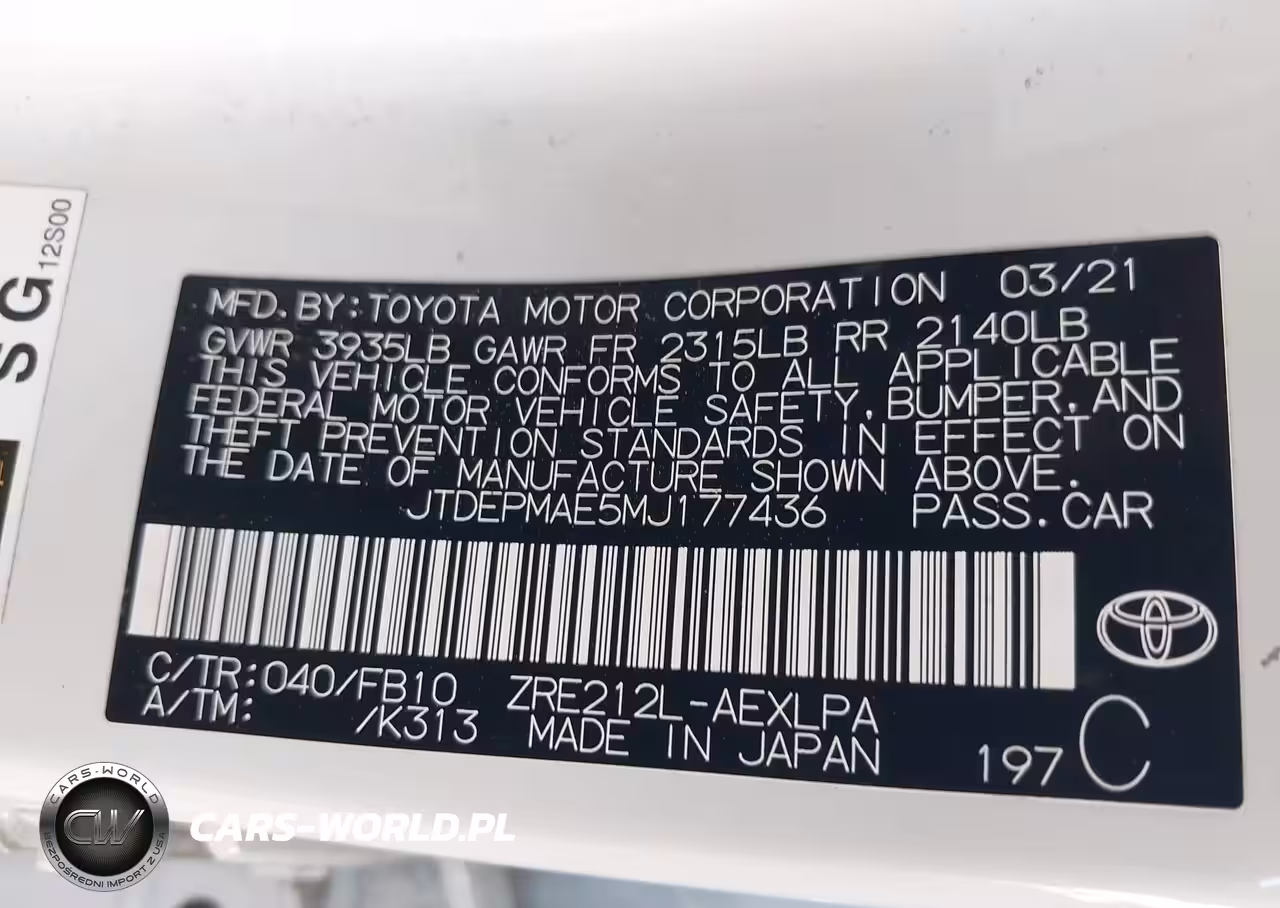 S G 12S00
MFD. BY: TOYOTA MOTOR CORPORATION 03/21
GVWR 3935LB GAWR FR 2315LB RR 2140LB
THIS VEHICLE CONFORMS TO ALL APPLICABLE
FEDERAL MOTOR VEHICLE SAFETY, BUMPER, AND
THEFT PREVENTION STANDARDS IN EFFECT ON
THE DATE OF MANUFACTURE SHOWN ABOVE.
JTDEPMAE5MJ177436 PASS. CAR
C/TR: 040/FB10 ZRE212L-AEXLPA
A/TM: /K313 MADE IN JAPAN 197 C
CARS-WORLD
CW
BEZPOŚREDNI IMPORT Z USA
CARS-WORLD.PL